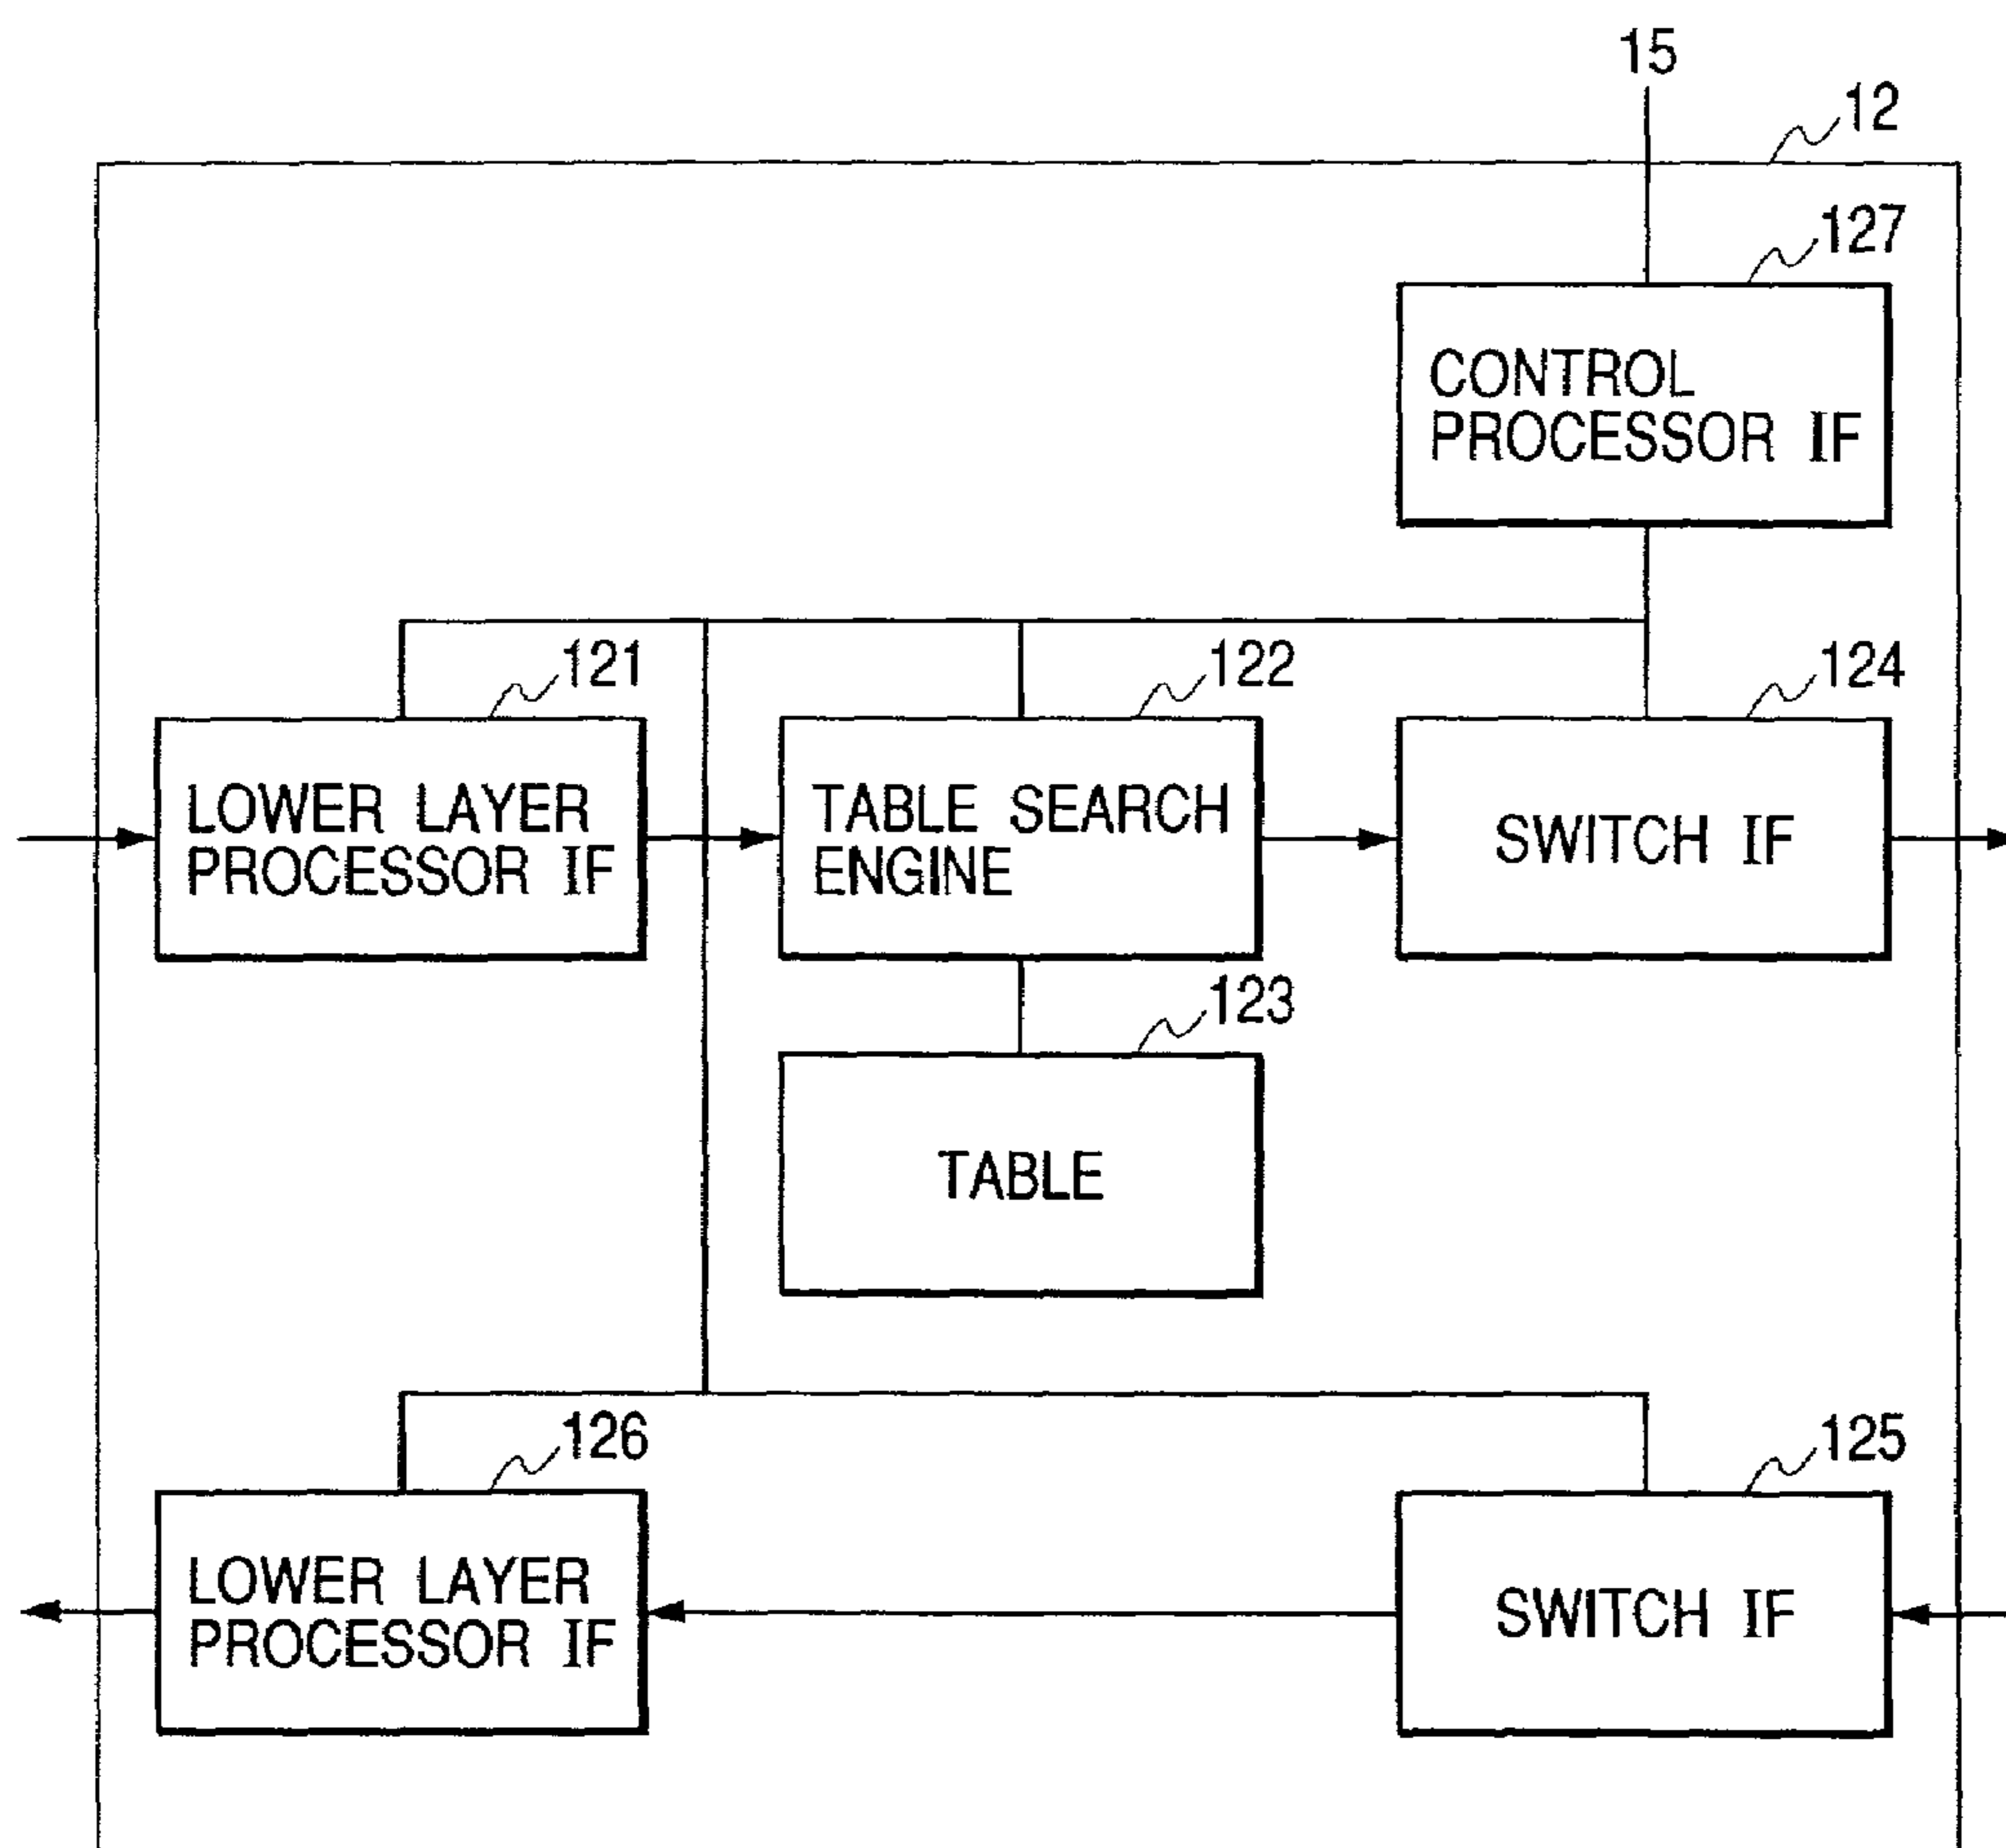 15
12
127
CONTROL
PROCESSOR IF
121
122
124
LOWER LAYER
PROCESSOR IF
TABLE SEARCH
ENGINE
SWITCH IF
123
TABLE
126
125
LOWER LAYER
PROCESSOR IF
SWITCH IF